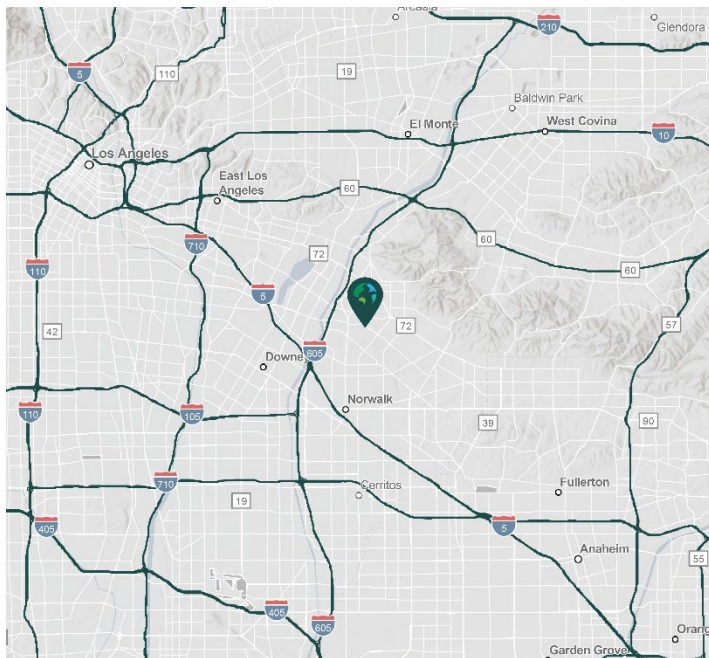 Arcadia
210
Glendora
5
110
19
Baldwin Park
El Monte
West Covina
10
Los Angeles
East Los
Angeles
60
60
710
72
60
110
5
72
57
42
605
Downey
Norwalk
110
105
39
90
710
Cerritos
Fullerton
19
405
5
Anaheim
55
405
605
Orang
Garden Grove